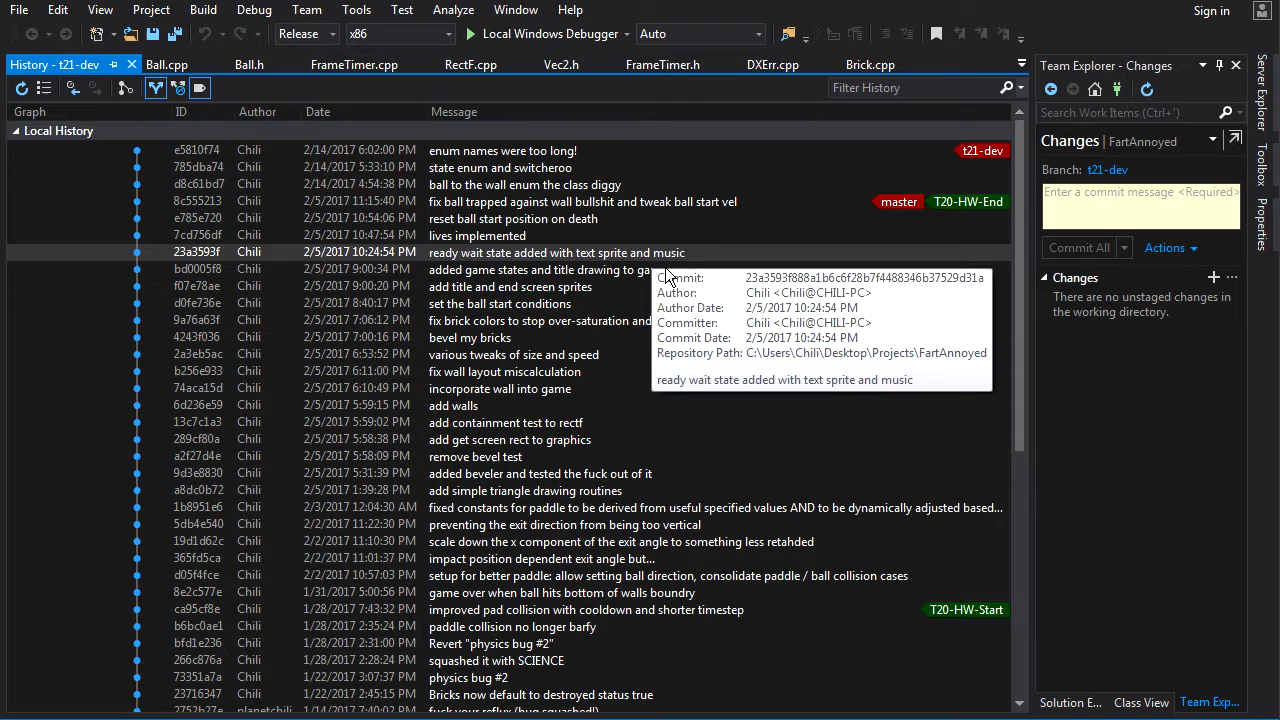 File Edit View Project Build Debug Team Tools Test Analyze Window Help Sign in
Release x86 Local Windows Debugger Auto
History - t21-dev Ball.cpp Ball.h FrameTimer.cpp RectF.cpp Vec2.h FrameTimer.h DXErr.cpp Brick.cpp
Filter History
Graph ID Author Date Message
Local History
e5810f74 Chili 2/14/2017 6:02:00 PM enum names were too long! t21-dev
785dba74 Chili 2/14/2017 5:33:10 PM state enum and switcheroo
d8c61bd7 Chili 2/14/2017 4:54:38 PM ball to the wall enum the class diggy
8c555213 Chili 2/5/2017 11:15:40 PM fix ball trapped against wall bullshit and tweak ball start vel master T20-HW-End
e785e720 Chili 2/5/2017 10:54:06 PM reset ball start position on death
7cd756df Chili 2/5/2017 10:47:54 PM lives implemented
23a3593f Chili 2/5/2017 10:24:54 PM ready wait state added with text sprite and music
bd0005f8 Chili 2/5/2017 9:00:34 PM added game states and title drawing to ga
f07e78ae Chili 2/5/2017 9:00:20 PM add title and end screen sprites
d0fe736e Chili 2/5/2017 8:40:17 PM set the ball start conditions
9a76a63f Chili 2/5/2017 7:12:56 PM fix brick colors to stop over-saturation and
4243f036 Chili 2/5/2017 7:00:16 PM bevel my bricks
2a3eb5ac Chili 2/5/2017 6:53:52 PM various tweaks of size and speed
b256e933 Chili 2/5/2017 6:11:00 PM fix wall layout miscalculation
74aca15d Chili 2/5/2017 6:10:49 PM incorporate wall into game
6d236e59 Chili 2/5/2017 5:59:15 PM add walls
13c7c1a3 Chili 2/5/2017 5:59:02 PM add containment test to rectf
289cf80a Chili 2/5/2017 5:58:38 PM add get screen rect to graphics
a2f27d4e Chili 2/5/2017 5:58:09 PM remove bevel test
9d3e8830 Chili 2/5/2017 5:31:39 PM added beveler and tested the fuck out of it
a8dc0b72 Chili 2/5/2017 1:39:28 PM add simple triangle drawing routines
1b8951e6 Chili 2/3/2017 12:04:30 AM fixed constants for paddle to be derived from useful specified values AND to be dynamically adjusted based...
5db4e540 Chili 2/2/2017 11:22:30 PM preventing the exit direction from being too vertical
19d1d62c Chili 2/2/2017 11:10:30 PM scale down the x component of the exit angle to something less retahded
365fd5ca Chili 2/2/2017 11:01:37 PM impact position dependent exit angle but...
d05f4fce Chili 2/2/2017 10:57:03 PM setup for better paddle: allow setting ball direction, consolidate paddle / ball collision cases
8e2c577e Chili 1/31/2017 5:00:56 PM game over when ball hits bottom of walls boundry
ca95cf8e Chili 1/28/2017 7:43:32 PM improved pad collision with cooldown and shorter timestep T20-HW-Start
b6bc0ae1 Chili 1/28/2017 2:35:24 PM paddle collision no longer barfy
bfd1e236 Chili 1/28/2017 2:31:00 PM Revert "physics bug #2"
266c876a Chili 1/28/2017 2:28:24 PM squashed it with SCIENCE
73351a7a Chili 1/22/2017 3:07:37 PM physics bug #2
23716347 Chili 1/22/2017 2:45:15 PM Bricks now default to destroyed status true
2752b27e planetchili 1/14/2017 7:40:02 PM fuck your reflux (bug squashed!)
Commit: 23a3593f888a1b6c6f28b7f4488346b37529d31a
Author: Chili <Chili@CHILI-PC>
Author Date: 2/5/2017 10:24:54 PM
Committer: Chili <Chili@CHILI-PC>
Commit Date: 2/5/2017 10:24:54 PM
Repository Path: C:\Users\Chili\Desktop\Projects\FartAnnoyed
ready wait state added with text sprite and music
Team Explorer - Changes
Search Work Items (Ctrl+')
Changes | FartAnnoyed
Branch: t21-dev
Enter a commit message <Required>
Commit All Actions
Changes
There are no unstaged changes in
the working directory.
Solution E... Class View Team Exp...
Server Explorer
Toolbox
Properties